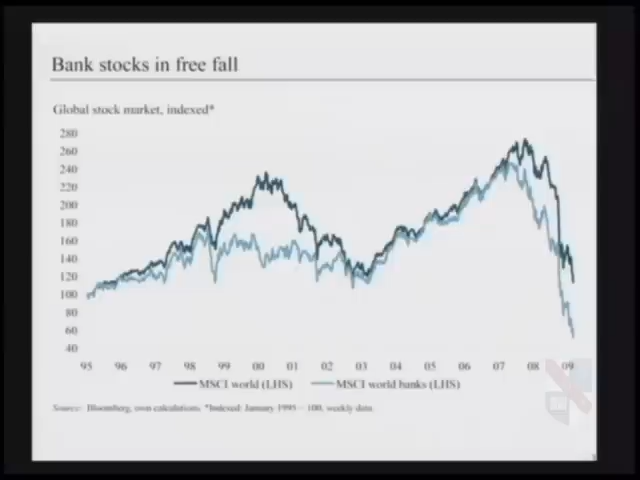 Bank stocks in free fall
Global stock market, indexed*
280
260
240
220
200
180
160
140
120
100
80
60
40
95 96 97 98 99 00 01 02 03 04 05 06 07 08 09
MSCI world (LHS) MSCI world banks (LHS)
Source: Bloomberg, own calculations. *Indexed: January 1995 = 100, weekly data.